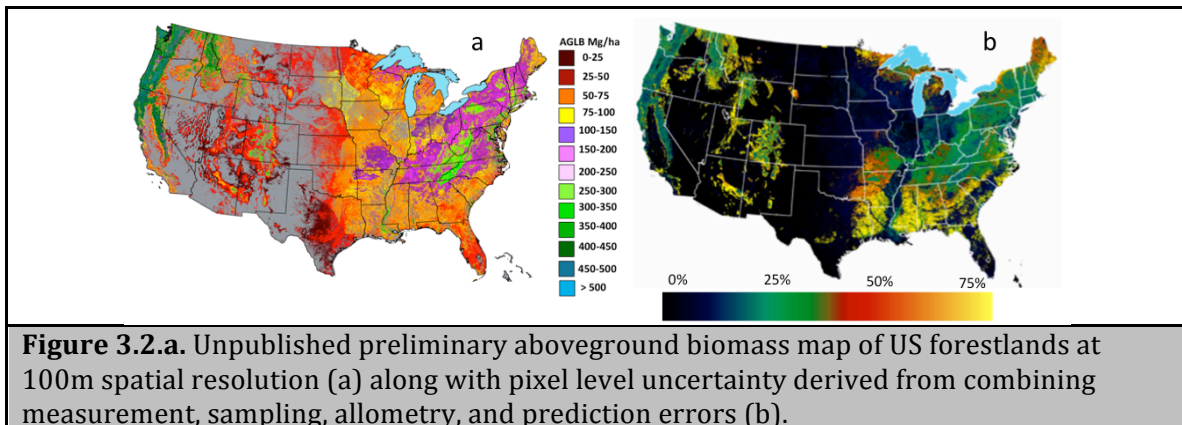 a
AGLB Mg/ha
0-25
25-50
50-75
75-100
100-150
150-200
200-250
250-300
300-350
350-400
400-450
450-500
> 500
b
0% 25% 50% 75%
Figure 3.2.a. Unpublished preliminary aboveground biomass map of US forestlands at
100m spatial resolution (a) along with pixel level uncertainty derived from combining
measurement, sampling, allometry, and prediction errors (b).